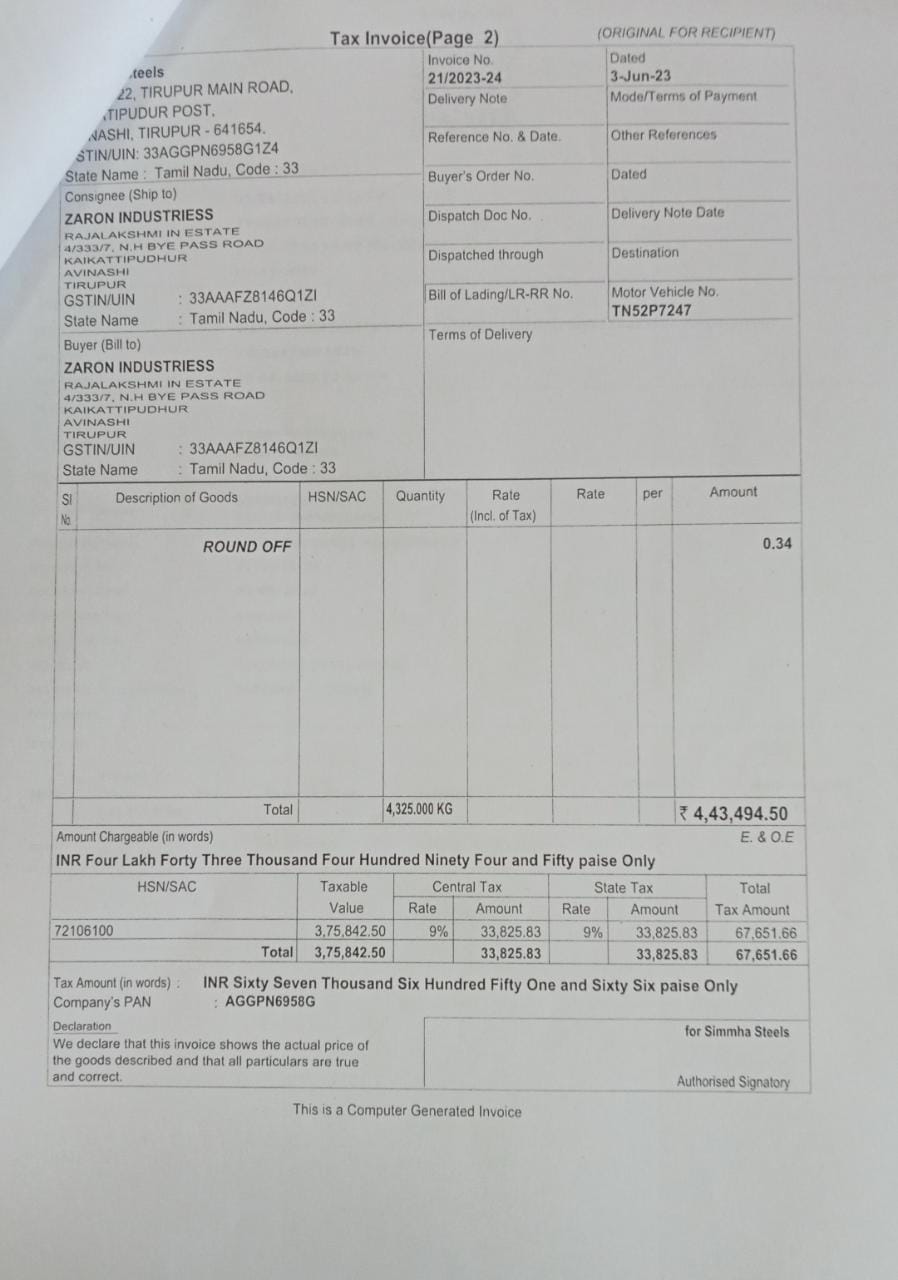 Tax Invoice(Page 2)
(ORIGINAL FOR RECIPIENT)
teels
22, TIRUPUR MAIN ROAD,
TIPUDUR POST,
NASHI, TIRUPUR - 641654.
STIN/UIN: 33AGGPN6958G1Z4
State Name : Tamil Nadu, Code : 33
Invoice No.
21/2023-24
Dated
3-Jun-23
Delivery Note
Mode/Terms of Payment
Reference No. & Date.
Other References
Buyer's Order No.
Dated
Dispatch Doc No.
Delivery Note Date
Dispatched through
Destination
Bill of Lading/LR-RR No.
Motor Vehicle No.
TN52P7247
Terms of Delivery
Consignee (Ship to)
ZARON INDUSTRIESS
RAJALAKSHMI IN ESTATE
4/333/7, N.H BYE PASS ROAD
KAIKATTIPUDHUR
AVINASHI
TIRUPUR
GSTIN/UIN : 33AAAFZ8146Q1ZI
State Name : Tamil Nadu, Code : 33
Buyer (Bill to)
ZARON INDUSTRIESS
RAJALAKSHMI IN ESTATE
4/333/7, N.H BYE PASS ROAD
KAIKATTIPUDHUR
AVINASHI
TIRUPUR
GSTIN/UIN : 33AAAFZ8146Q1ZI
State Name : Tamil Nadu, Code : 33
Sl No. Description of Goods HSN/SAC Quantity Rate (Incl. of Tax) Rate per Amount
ROUND OFF 0.34
Total 4,325.000 KG ₹ 4,43,494.50
Amount Chargeable (in words) E. & O.E
INR Four Lakh Forty Three Thousand Four Hundred Ninety Four and Fifty paise Only
HSN/SAC Taxable Value Central Tax State Tax Total Tax Amount
Rate Amount Rate Amount
72106100 3,75,842.50 9% 33,825.83 9% 33,825.83 67,651.66
Total 3,75,842.50 33,825.83 33,825.83 67,651.66
Tax Amount (in words) : INR Sixty Seven Thousand Six Hundred Fifty One and Sixty Six paise Only
Company's PAN : AGGPN6958G
Declaration
We declare that this invoice shows the actual price of
the goods described and that all particulars are true
and correct.
for Simmha Steels
Authorised Signatory
This is a Computer Generated Invoice